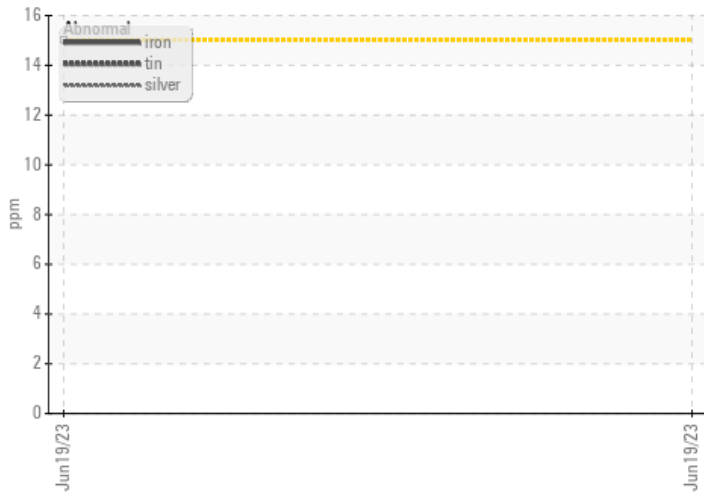 16
Abnormal
iron
14
tin
silver
12
10
ppm
8
6
4
2
0
Jun19/23
Jun19/23